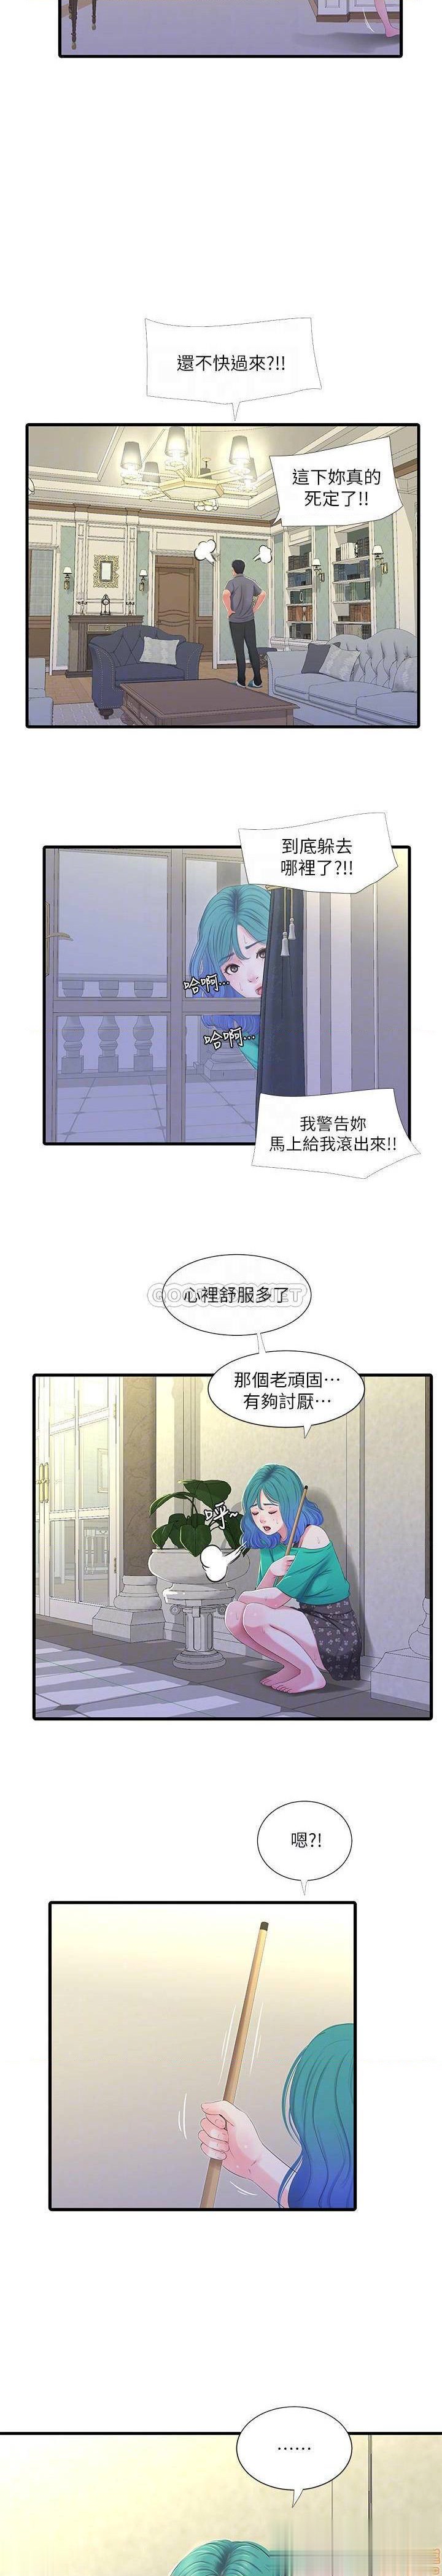 還不快過來?!!
這下妳真的
死定了!!
到底躲去
哪裡了?!!
哈啊…
哈啊…
我警告妳
馬上給我滾出來!!
心裡舒服多了
那個老頑固…
有夠討厭…
呼~
嗯?!
……